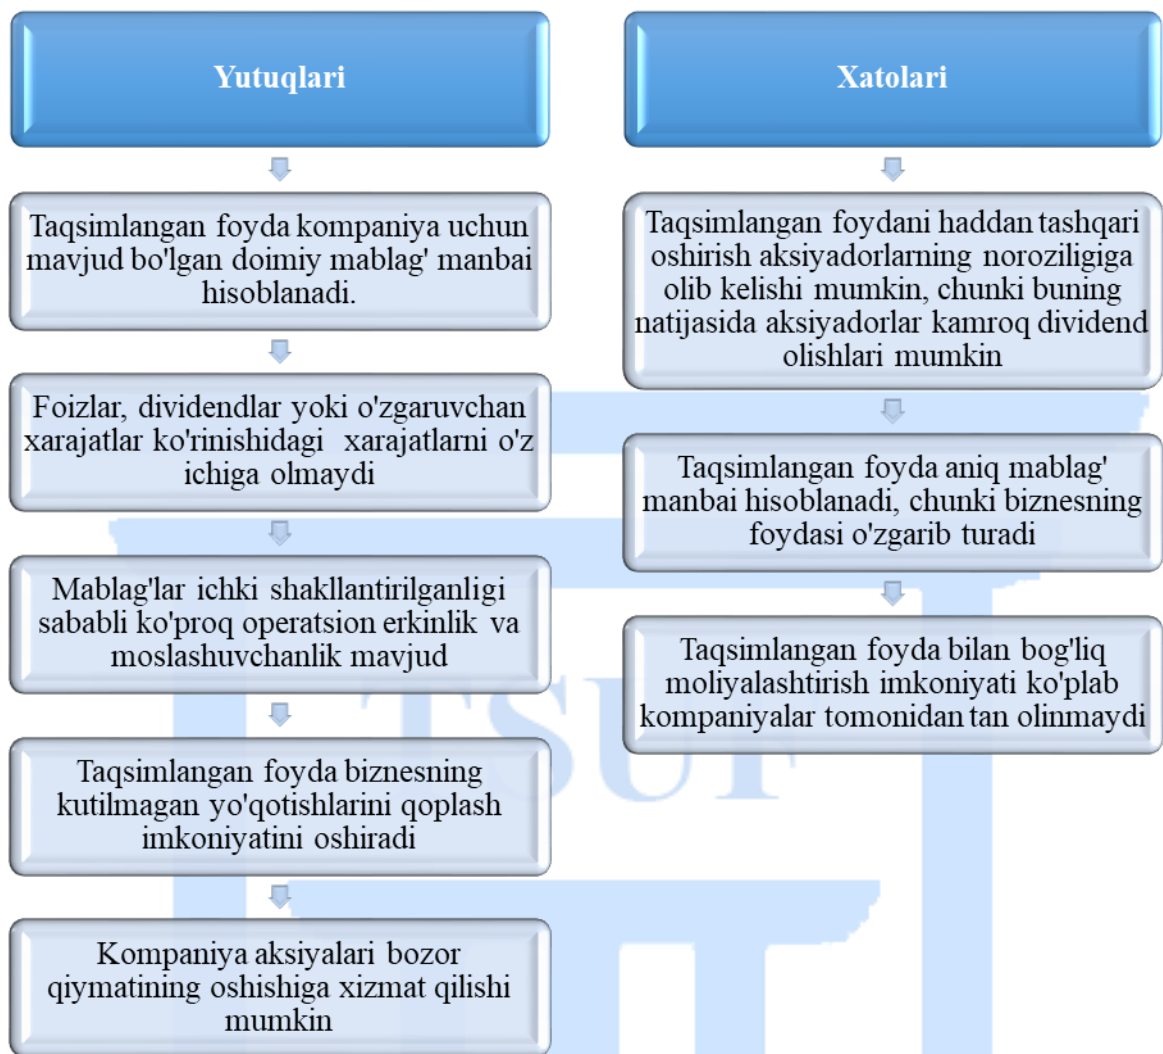 Yutuqlari
Taqsimlangan foyda kompaniya uchun
mavjud bo'lgan doimiy mablag' manbai
hisoblanadi.
Foizlar, dividendlar yoki o'zgaruvchan
xarajatlar ko'rinishidagi xarajatlarni o'z
ichiga olmaydi
Mablag'lar ichki shakllantirilganligi
sababli ko'proq operatsion erkinlik va
moslashuvchanlik mavjud
Taqsimlangan foyda biznesning
kutilmagan yo'qotishlarini qoplash
imkoniyatini oshiradi
Kompaniya aksiyalari bozor
qiymatining oshishiga xizmat qilishi
mumkin
Xatolari
Taqsimlangan foydani haddan tashqari
oshirish aksiyadorlarning noroziligiga
olib kelishi mumkin, chunki buning
natijasida aksiyadorlar kamroq dividend
olishlari mumkin
Taqsimlangan foyda aniq mablag'
manbai hisoblanadi, chunki biznesning
foydasi o'zgarib turadi
Taqsimlangan foyda bilan bog'liq
moliyalashtirish imkoniyati ko'plab
kompaniyalar tomonidan tan olinmaydi
TSUF